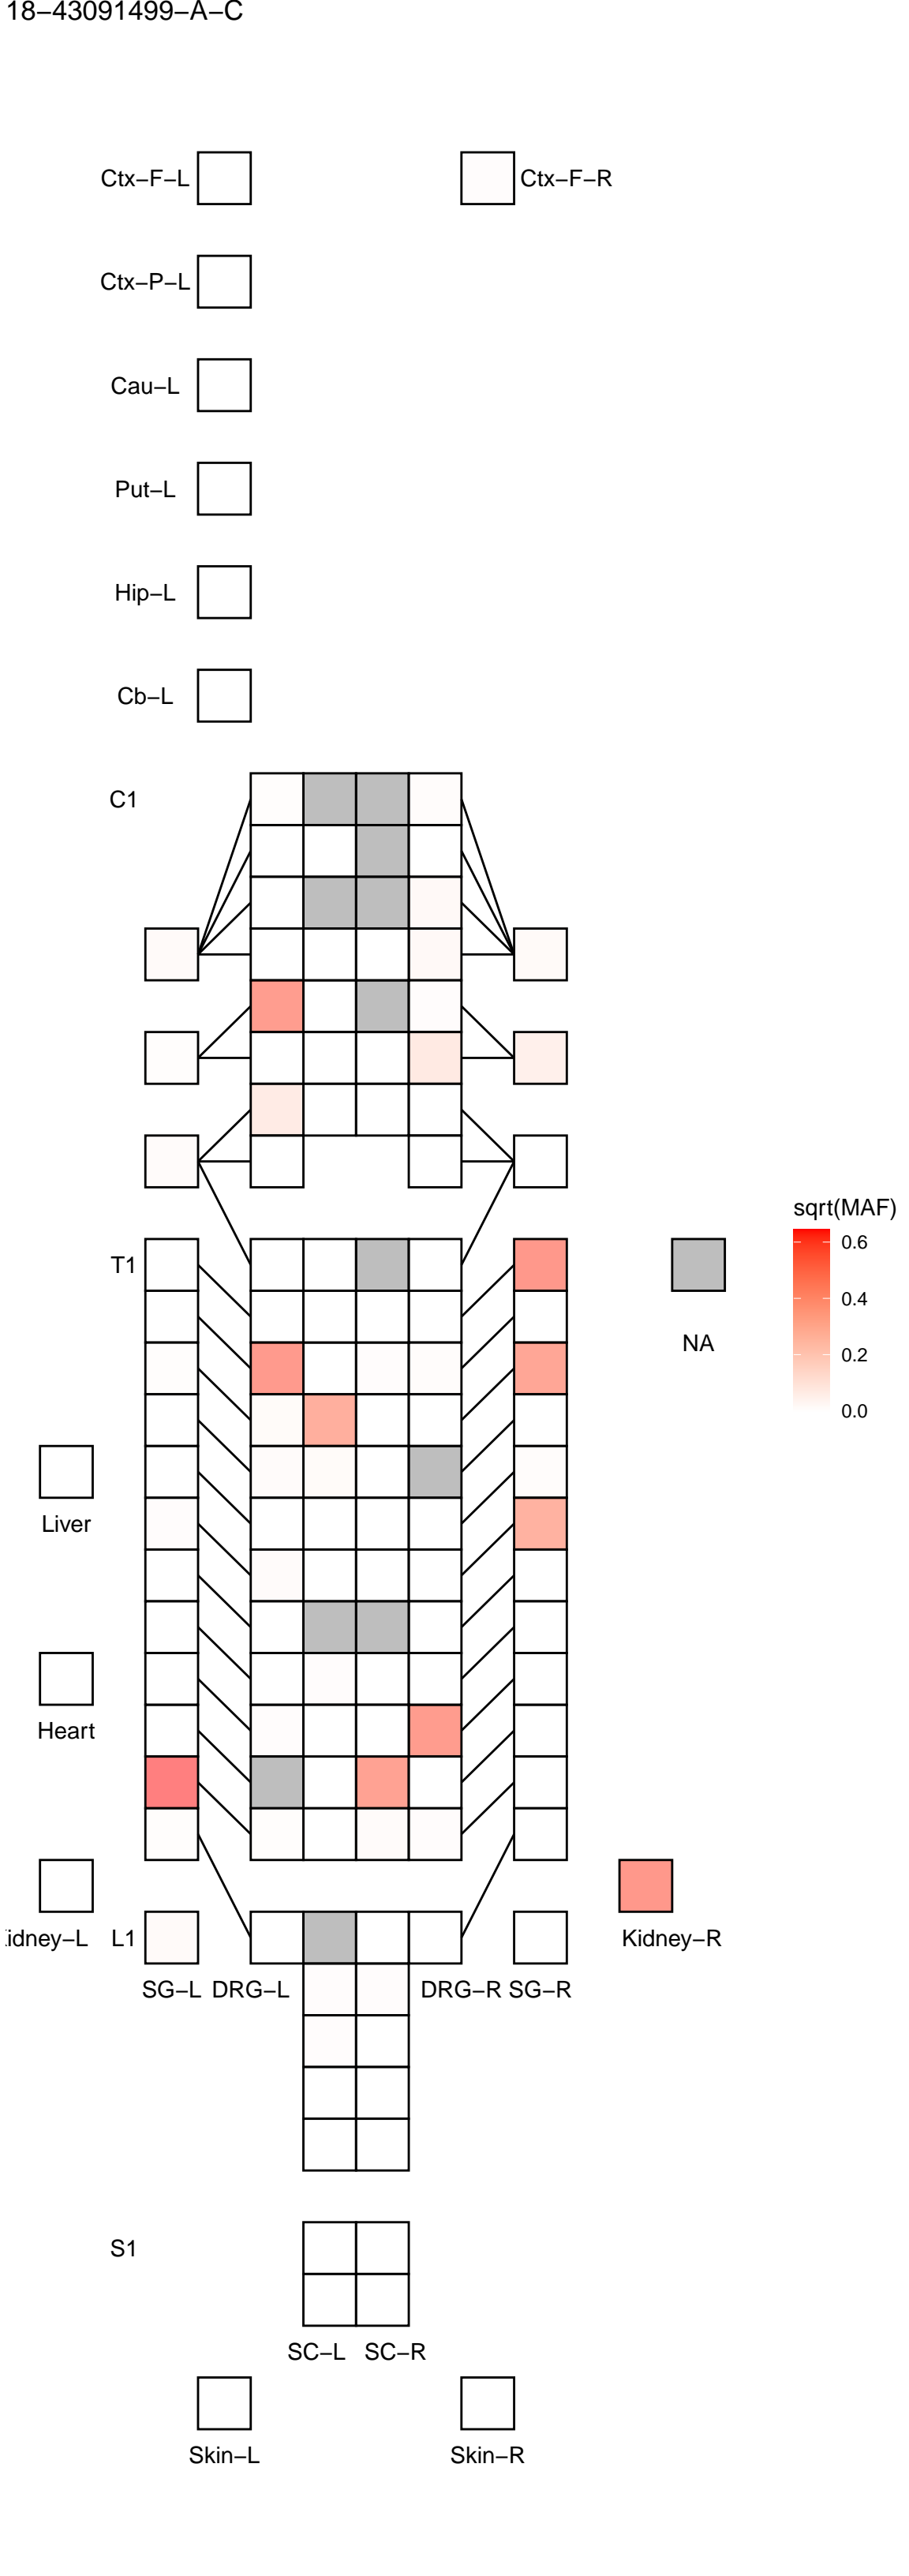 18−43091499−A−C
Ctx−F−L
Ctx−F−R
Ctx−P−L
Cau−L
Put−L
Hip−L
Cb−L
C1
sqrt(MAF)
0.6
0.4
0.2
0.0
T1
NA
Liver
Heart
idney−L
L1
Kidney−R
SG−L
DRG−L
DRG−R
SG−R
S1
SC−L
SC−R
Skin−L
Skin−R